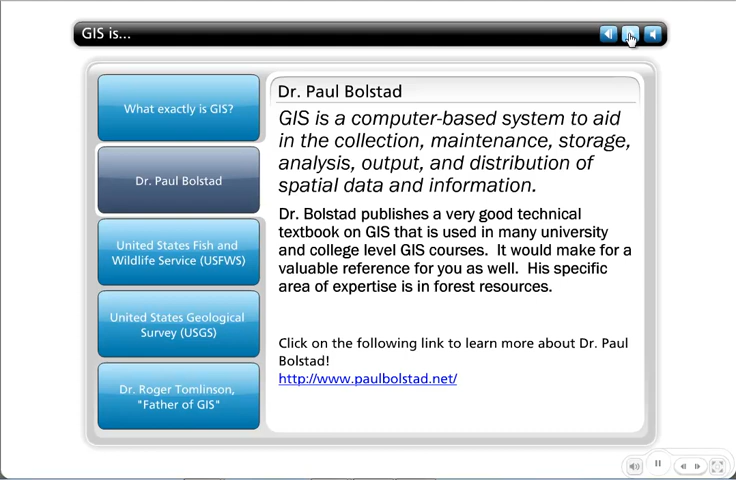 GIS is...
What exactly is GIS?
Dr. Paul Bolstad
United States Fish and
Wildlife Service (USFWS)
United States Geological
Survey (USGS)
Dr. Roger Tomlinson,
"Father of GIS"
Dr. Paul Bolstad
GIS is a computer-based system to aid
in the collection, maintenance, storage,
analysis, output, and distribution of
spatial data and information.
Dr. Bolstad publishes a very good technical
textbook on GIS that is used in many university
and college level GIS courses.  It would make for a
valuable reference for you as well.  His specific
area of expertise is in forest resources.
Click on the following link to learn more about Dr. Paul
Bolstad!
http://www.paulbolstad.net/